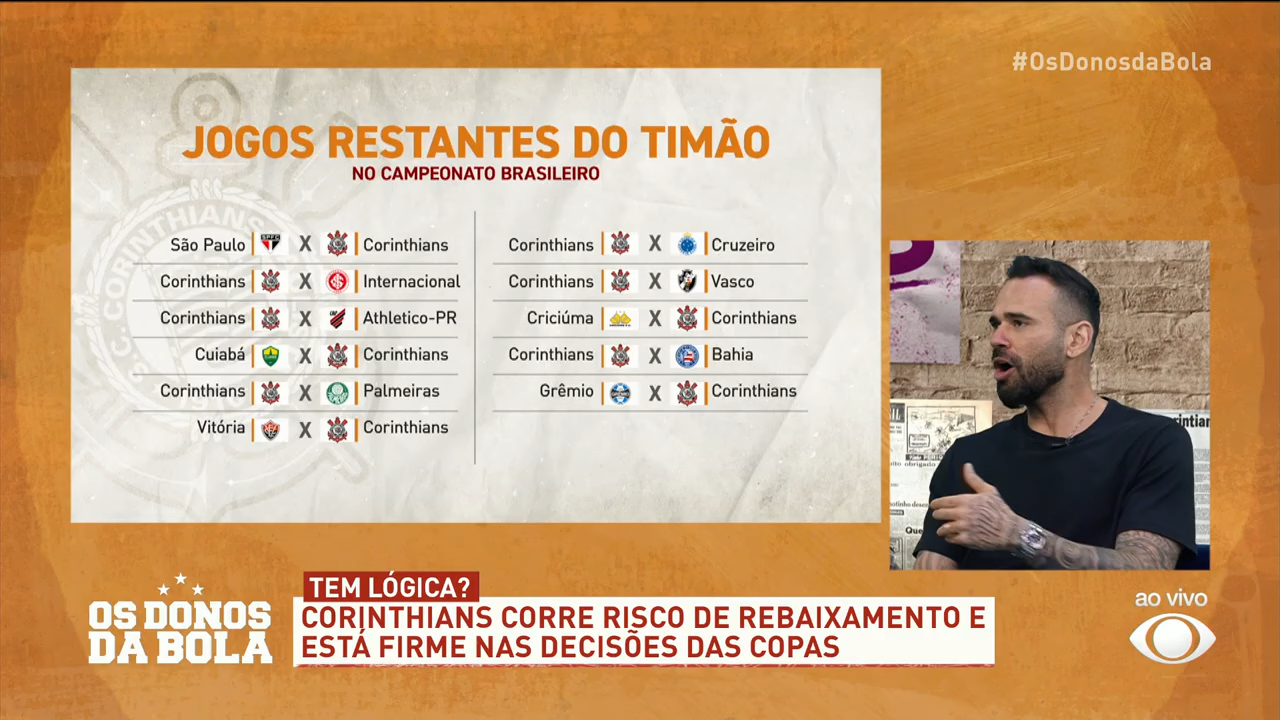 #OsDonosdaBola
JOGOS RESTANTES DO TIMÃO
NO CAMPEONATO BRASILEIRO
São Paulo X Corinthians
Corinthians X Internacional
Corinthians X Athletico-PR
Cuiabá X Corinthians
Corinthians X Palmeiras
Vitória X Corinthians
Corinthians X Cruzeiro
Corinthians X Vasco
Criciúma X Corinthians
Corinthians X Bahia
Grêmio X Corinthians
OS DONOS
DA BOLA
TEM LÓGICA?
CORINTHIANS CORRE RISCO DE REBAIXAMENTO E
ESTÁ FIRME NAS DECISÕES DAS COPAS
ao vivo